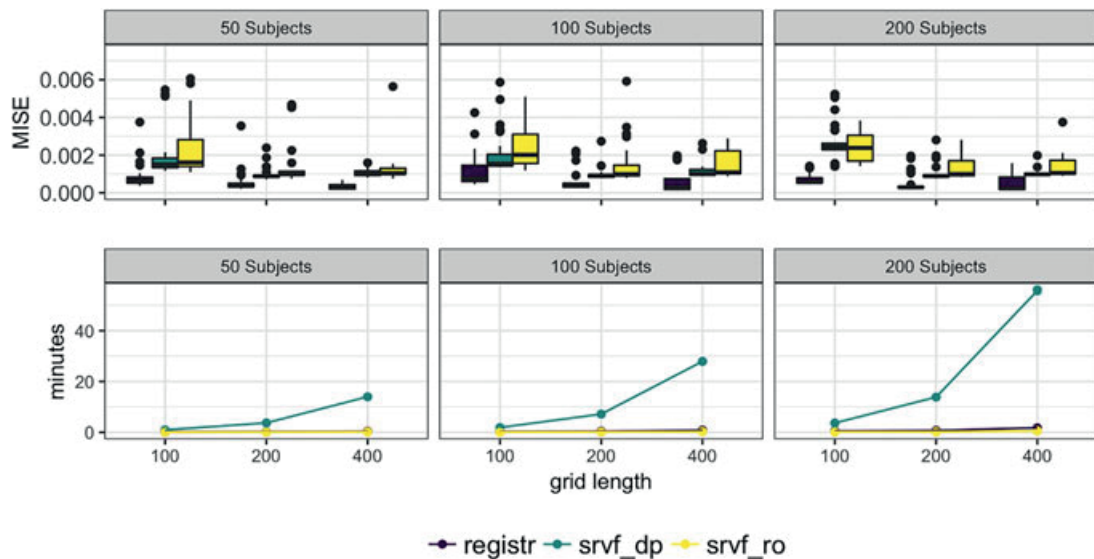 50 Subjects 100 Subjects 200 Subjects
MISE
0.006
0.004
0.002
0.000
50 Subjects 100 Subjects 200 Subjects
minutes
40
20
0
100 200 400 100 200 400 100 200 400
grid length
registr srvf_dp srvf_ro